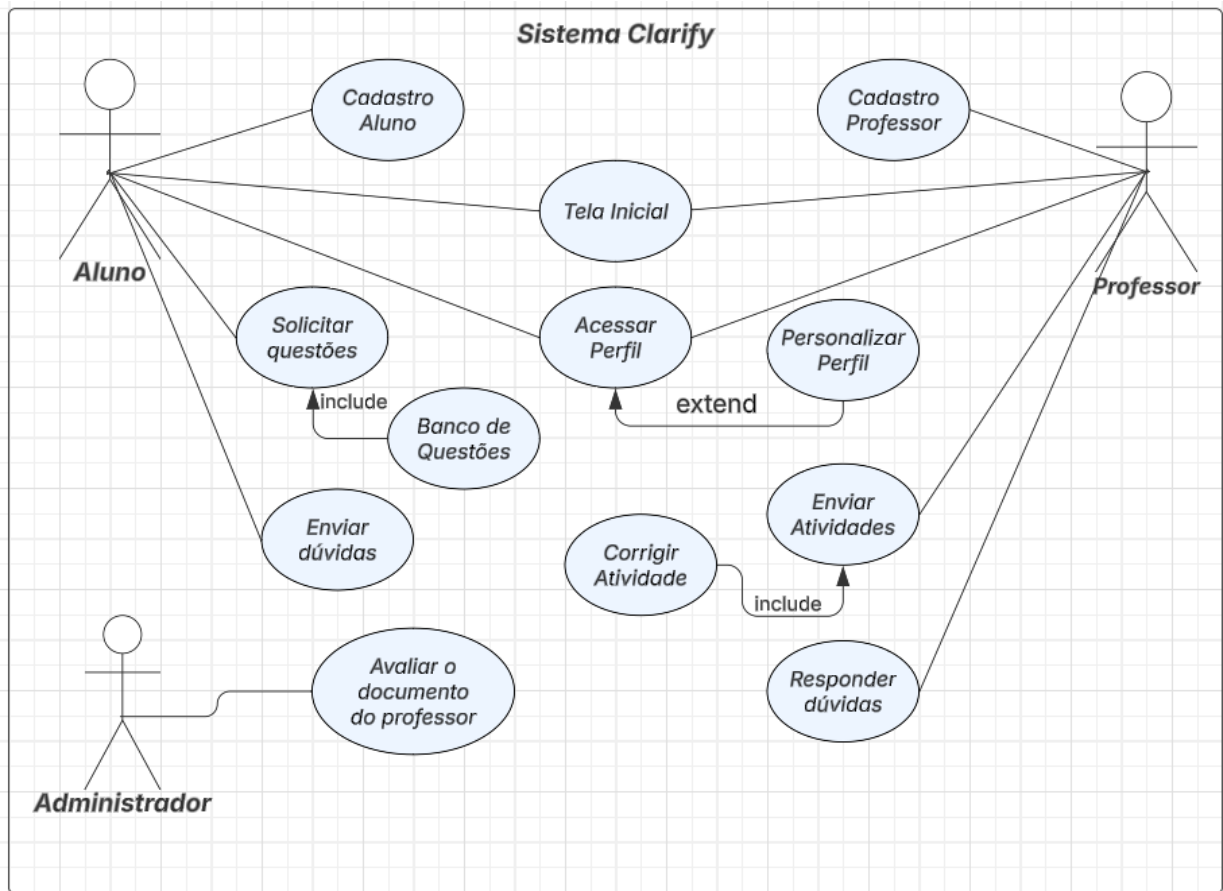 Sistema Clarify
Cadastro
Aluno
Cadastro
Professor
Tela Inicial
Aluno
Professor
Solicitar
questões
Acessar
Perfil
Personalizar
Perfil
include
extend
Banco de
Questões
Enviar
dúvidas
Enviar
Atividades
Corrigir
Atividade
include
Avaliar o
documento
do professor
Responder
dúvidas
Administrador